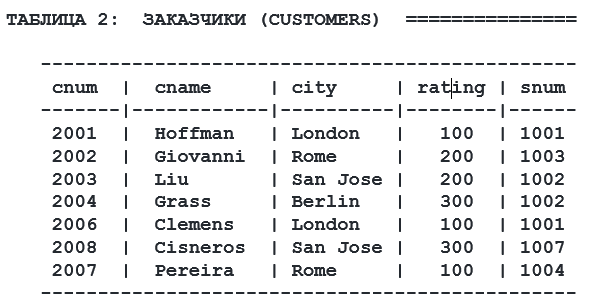 ТАБЛИЦА 2:  ЗАКАЗЧИКИ (CUSTOMERS)  ===============
-----------------------------------------------
 cnum  |  cname      | city     | rating | snum
-------|------------|----------|--------|------
 2001  |  Hoffman    | London   |   100  | 1001
 2002  |  Giovanni   | Rome     |   200  | 1003
 2003  |  Liu        | San Jose |   200  | 1002
 2004  |  Grass      | Berlin   |   300  | 1002
 2006  |  Clemens    | London   |   100  | 1001
 2008  |  Cisneros   | San Jose |   300  | 1007
 2007  |  Pereira    | Rome     |   100  | 1004
-----------------------------------------------